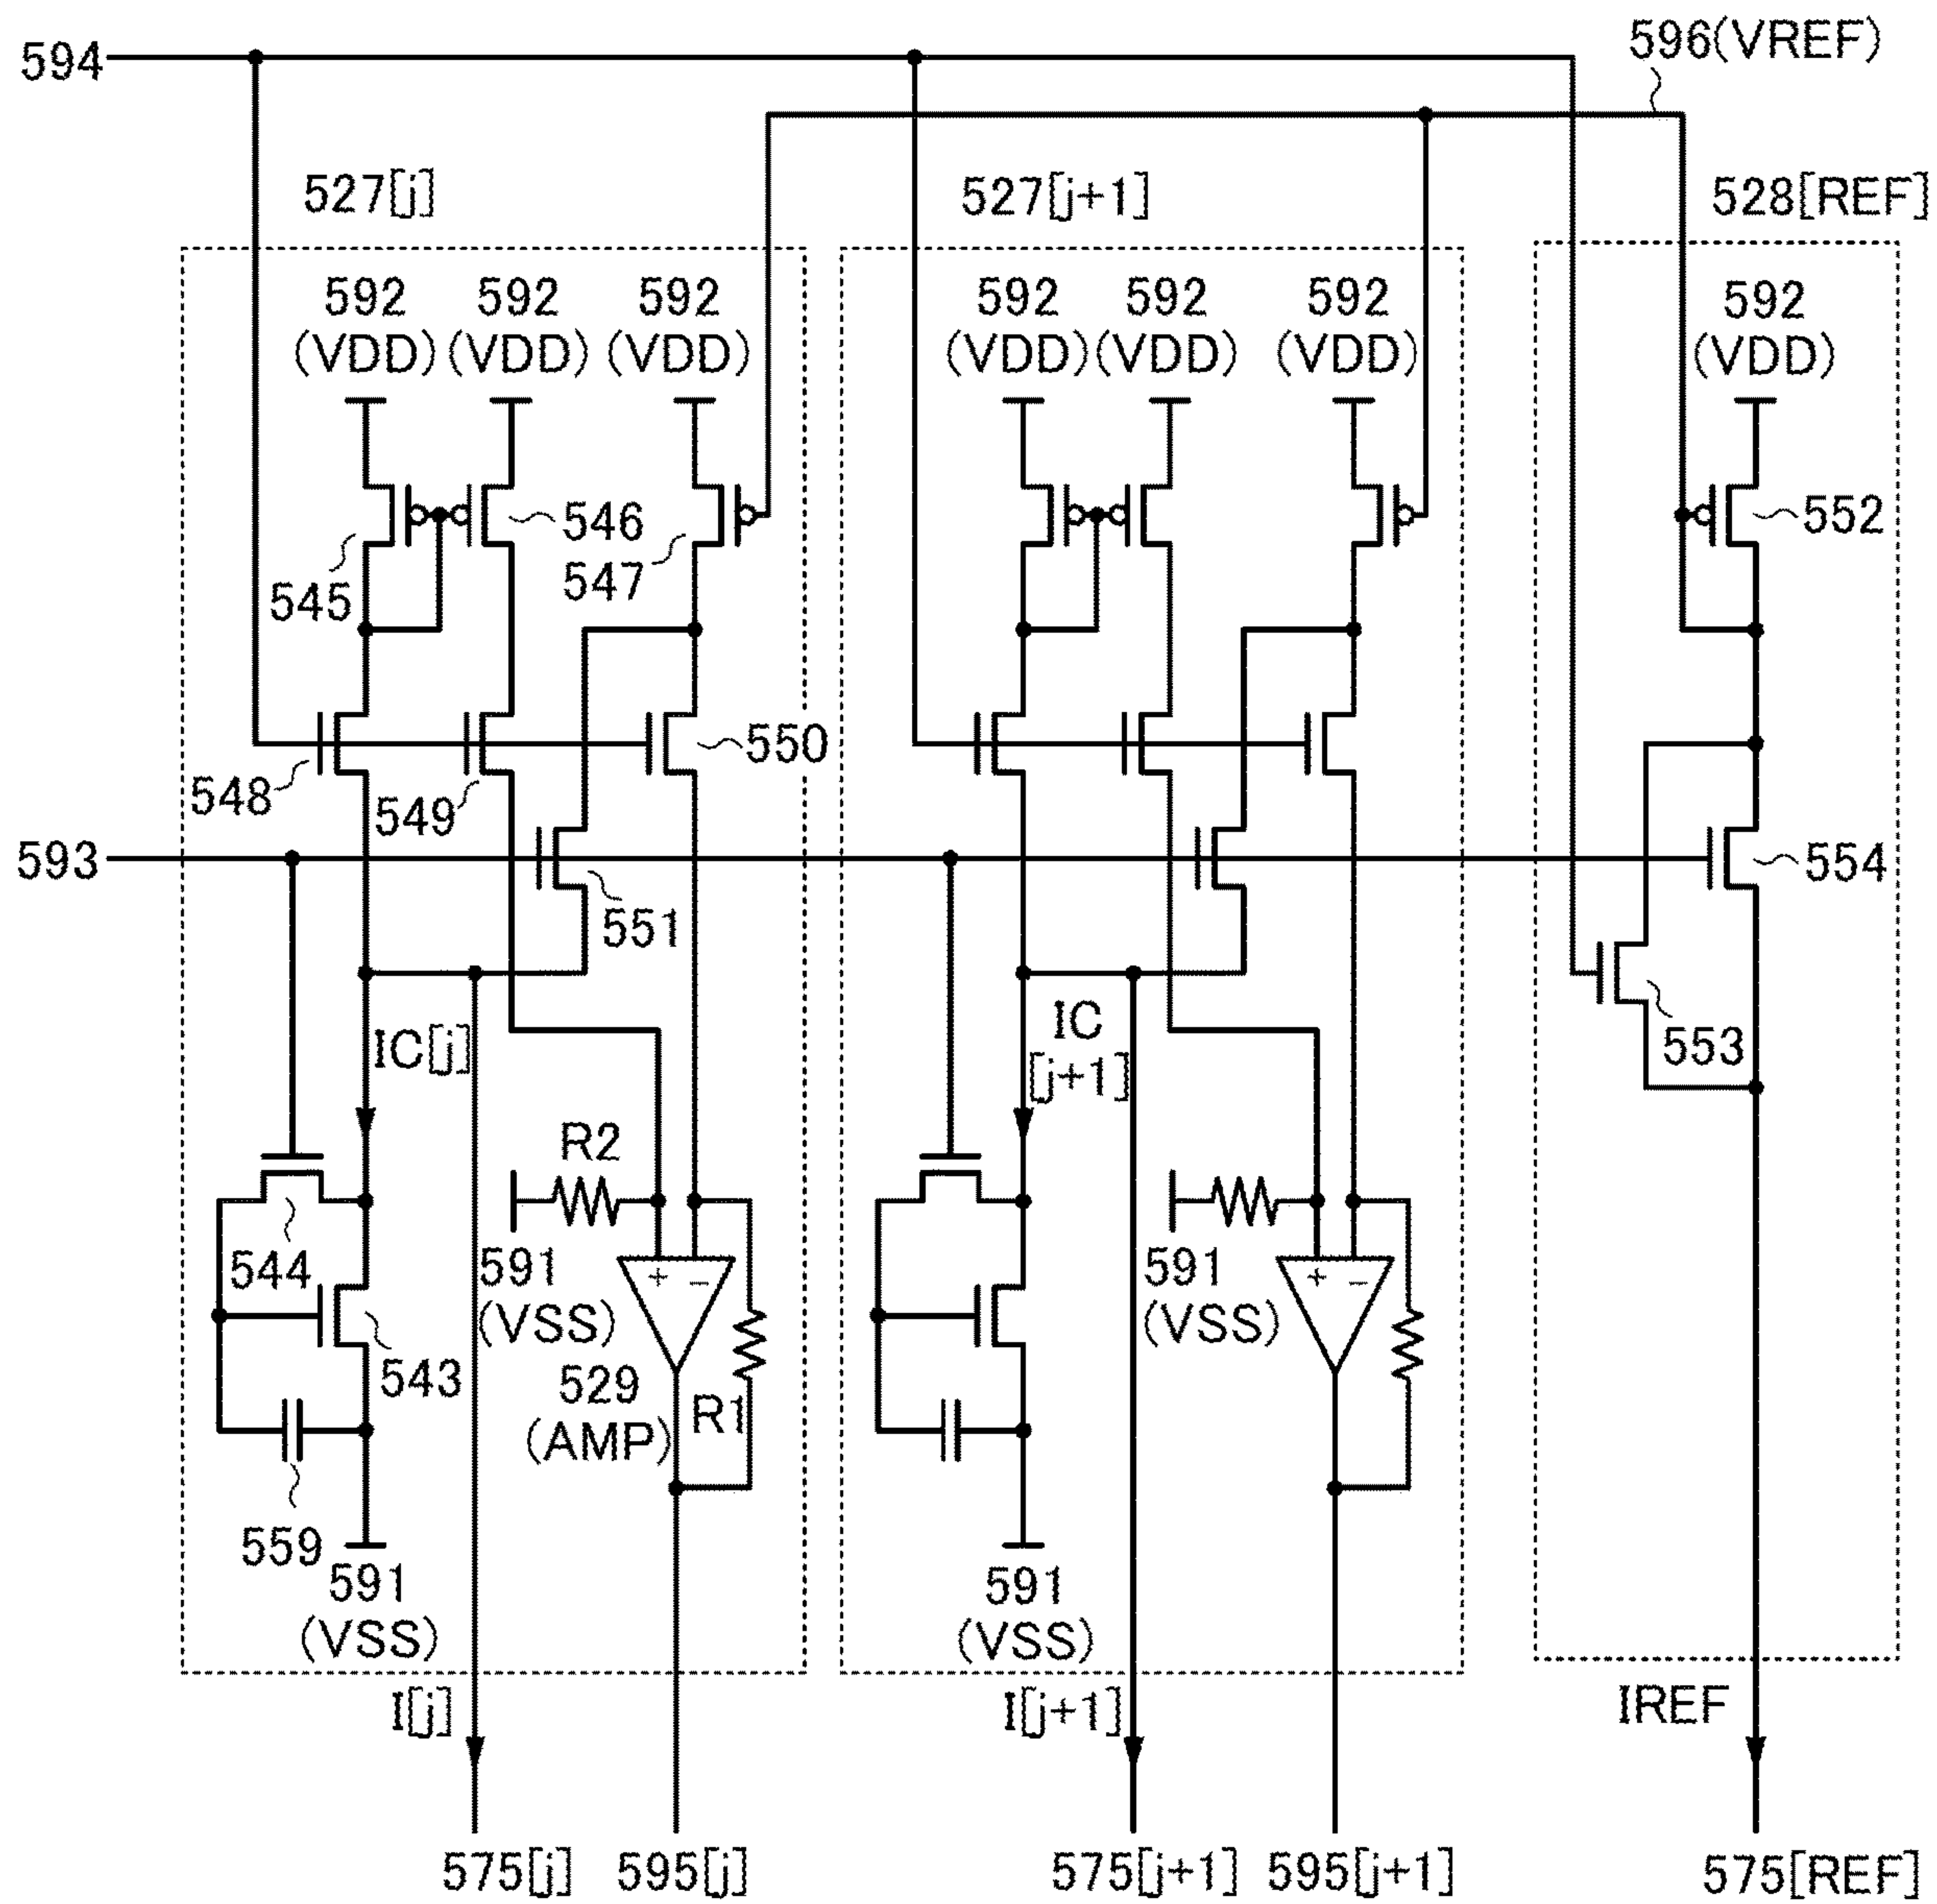 594
596(VREF)
527[j]
527[j+1]
528[REF]
592
(VDD)
592
(VDD)
592
(VDD)
592
(VDD)
592
(VDD)
592
(VDD)
592
(VDD)
545
546
547
552
548
549
550
593
551
554
553
IC[j]
IC
[j+1]
R2
544
591
(VSS)
+
−
591
(VSS)
+
−
543
529
(AMP)
R1
559
591
(VSS)
591
(VSS)
I[j]
I[j+1]
IREF
575[j]
595[j]
575[j+1]
595[j+1]
575[REF]